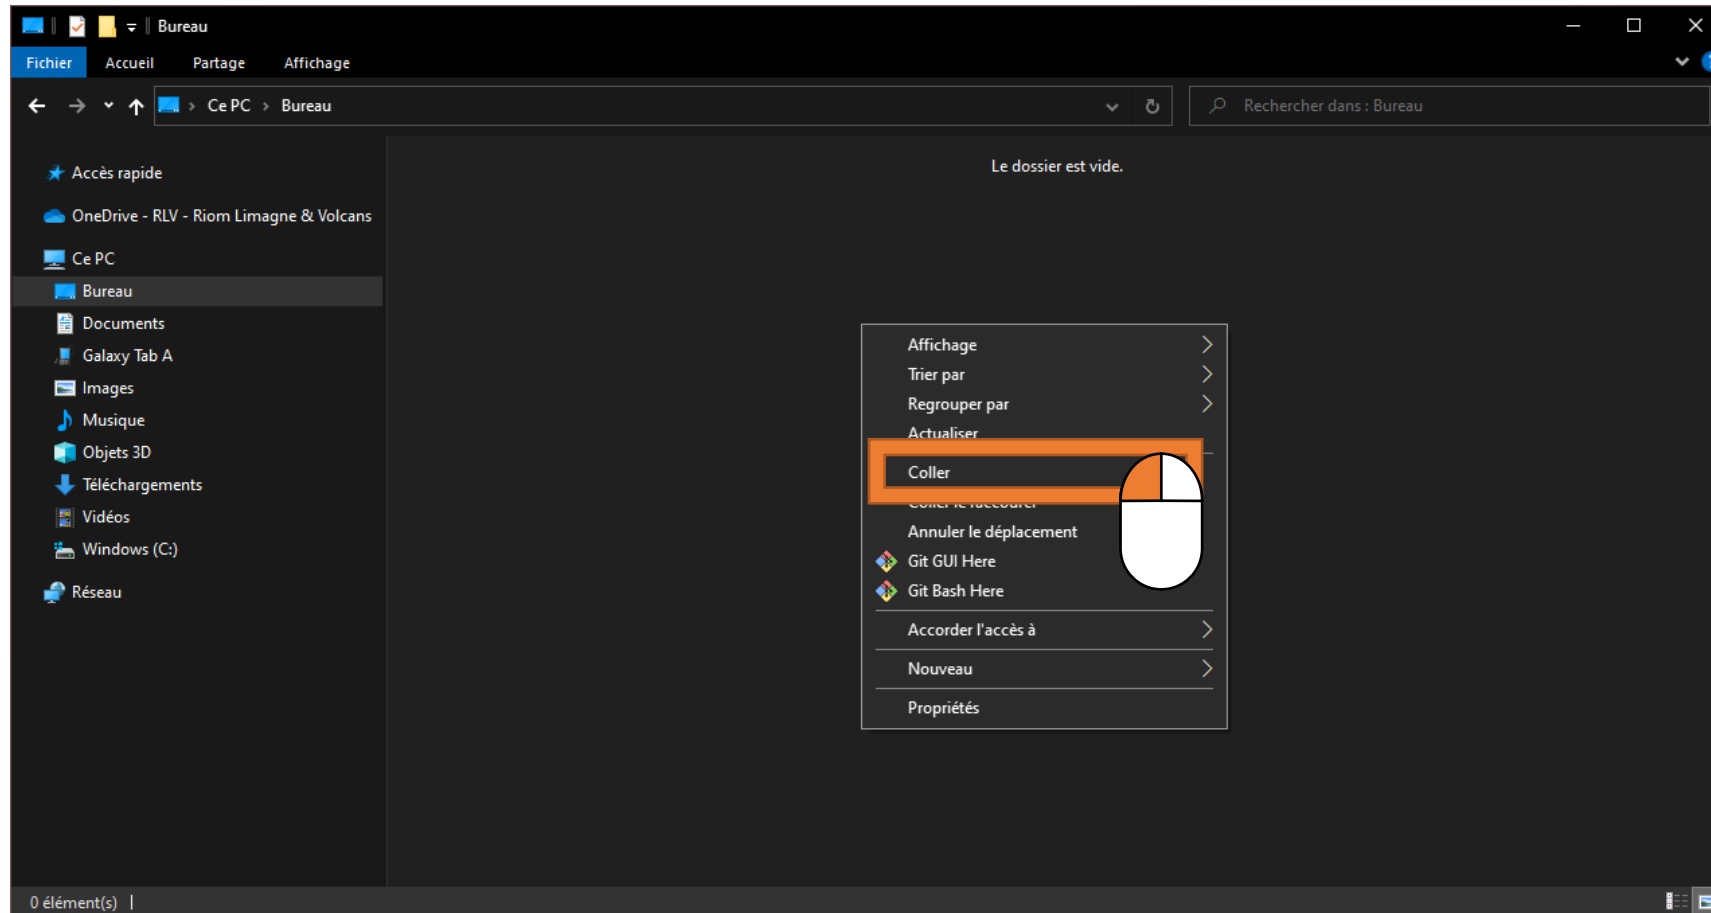 Bureau
Fichier Accueil Partage Affichage
Ce PC Bureau
Rechercher dans : Bureau
Le dossier est vide.
Accès rapide
OneDrive - RLV - Riom Limagne & Volcans
Ce PC
Bureau
Documents
Galaxy Tab A
Images
Musique
Objets 3D
Téléchargements
Vidéos
Windows (C:)
Réseau
Affichage
Trier par
Regrouper par
Actualiser
Coller
Coller le raccourci
Annuler le déplacement
Git GUI Here
Git Bash Here
Accorder l'accès à
Nouveau
Propriétés
0 élément(s)